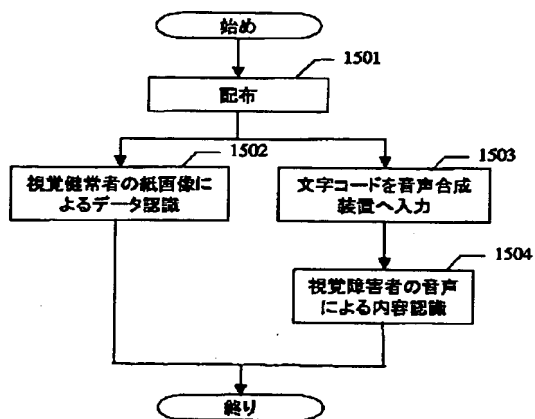 始め
1501
配布
1502
視覚健常者の紙画像に
よるデータ認識
1503
文字コードを音声合成
装置へ入力
1504
視覚障害者の音声
による内容認識
終り